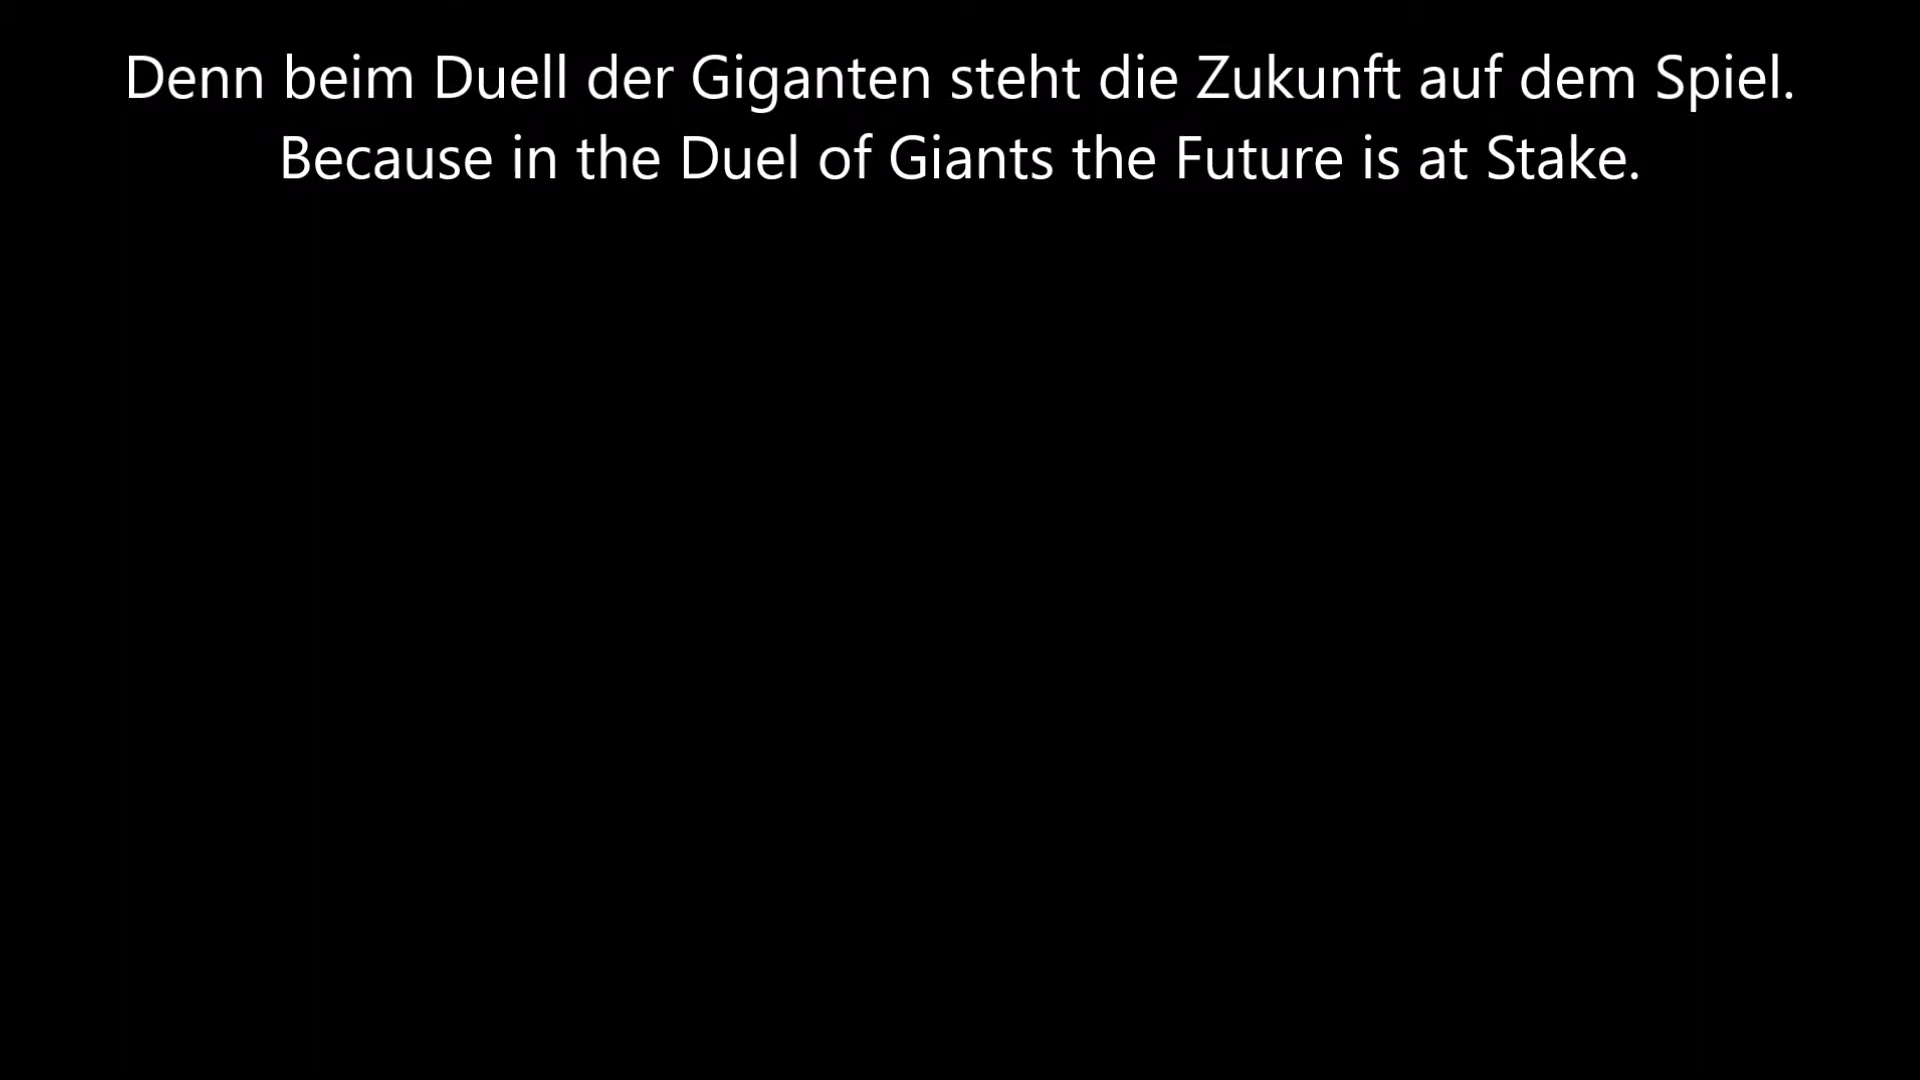 Denn beim Duell der Giganten steht die Zukunft auf dem Spiel.
Because in the Duel of Giants the Future is at Stake.